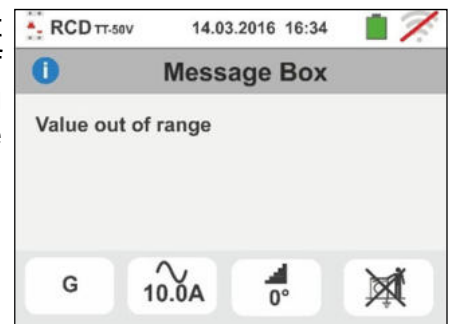 RCD TT-50V 14.03.2016 16:34
Message Box
Value out of range
G 10.0A 0°